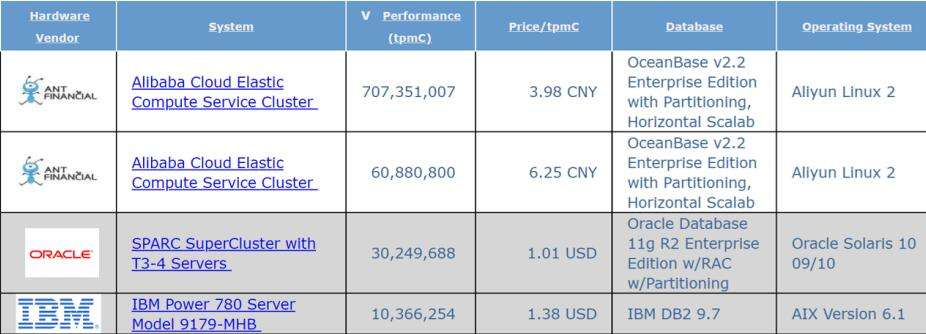 Hardware
Vendor
System
V Performance
(tpmC)
Price/tpmC
Database
Operating System
ANT
FINANCIAL
Alibaba Cloud Elastic
Compute Service Cluster
707,351,007
3.98 CNY
OceanBase v2.2
Enterprise Edition
with Partitioning,
Horizontal Scalab
Aliyun Linux 2
ANT
FINANCIAL
Alibaba Cloud Elastic
Compute Service Cluster
60,880,800
6.25 CNY
OceanBase v2.2
Enterprise Edition
with Partitioning,
Horizontal Scalab
Aliyun Linux 2
ORACLE
SPARC SuperCluster with
T3-4 Servers
30,249,688
1.01 USD
Oracle Database
11g R2 Enterprise
Edition w/RAC
w/Partitioning
Oracle Solaris 10
09/10
IBM
IBM Power 780 Server
Model 9179-MHB
10,366,254
1.38 USD
IBM DB2 9.7
AIX Version 6.1